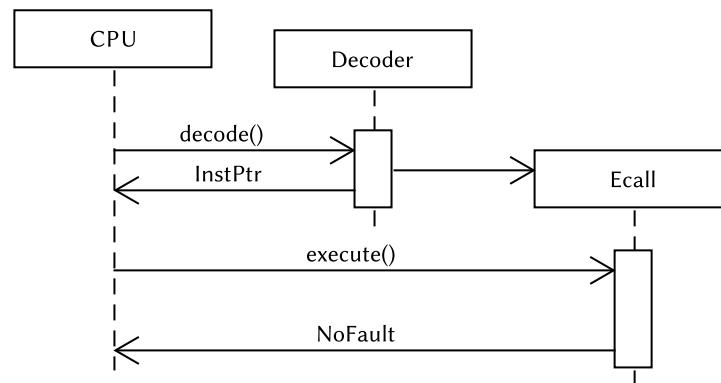 CPU
Decoder
decode()
InstPtr
Ecall
execute()
NoFault